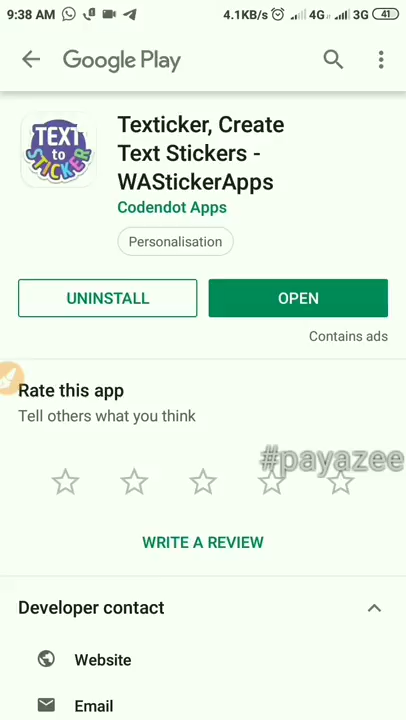 9:38 AM 4.1KB/s 4G 3G 41
Google Play
TEXT
to
STICKER
Texticker, Create
Text Stickers -
WAStickerApps
Codendot Apps
Personalisation
UNINSTALL
OPEN
Contains ads
Rate this app
Tell others what you think
#payazee
WRITE A REVIEW
Developer contact
Website
Email